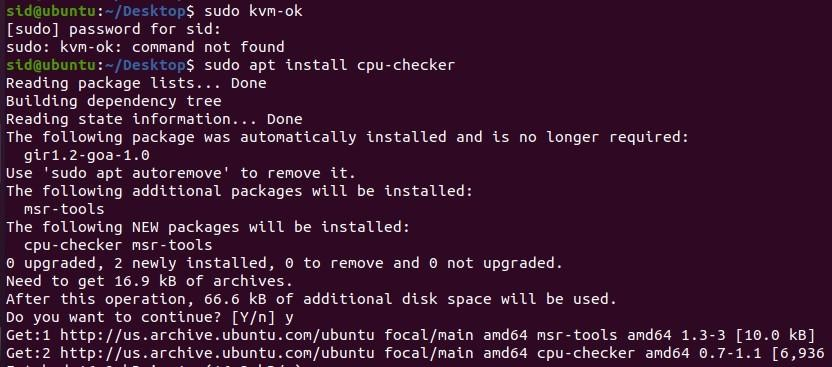 sid@ubuntu:~/Desktop$ sudo kvm-ok
[sudo] password for sid:
sudo: kvm-ok: command not found
sid@ubuntu:~/Desktop$ sudo apt install cpu-checker
Reading package lists... Done
Building dependency tree
Reading state information... Done
The following package was automatically installed and is no longer required:
  gir1.2-goa-1.0
Use 'sudo apt autoremove' to remove it.
The following additional packages will be installed:
  msr-tools
The following NEW packages will be installed:
  cpu-checker msr-tools
0 upgraded, 2 newly installed, 0 to remove and 0 not upgraded.
Need to get 16.9 kB of archives.
After this operation, 66.6 kB of additional disk space will be used.
Do you want to continue? [Y/n] y
Get:1 http://us.archive.ubuntu.com/ubuntu focal/main amd64 msr-tools amd64 1.3-3 [10.0 kB]
Get:2 http://us.archive.ubuntu.com/ubuntu focal/main amd64 cpu-checker amd64 0.7-1.1 [6,936